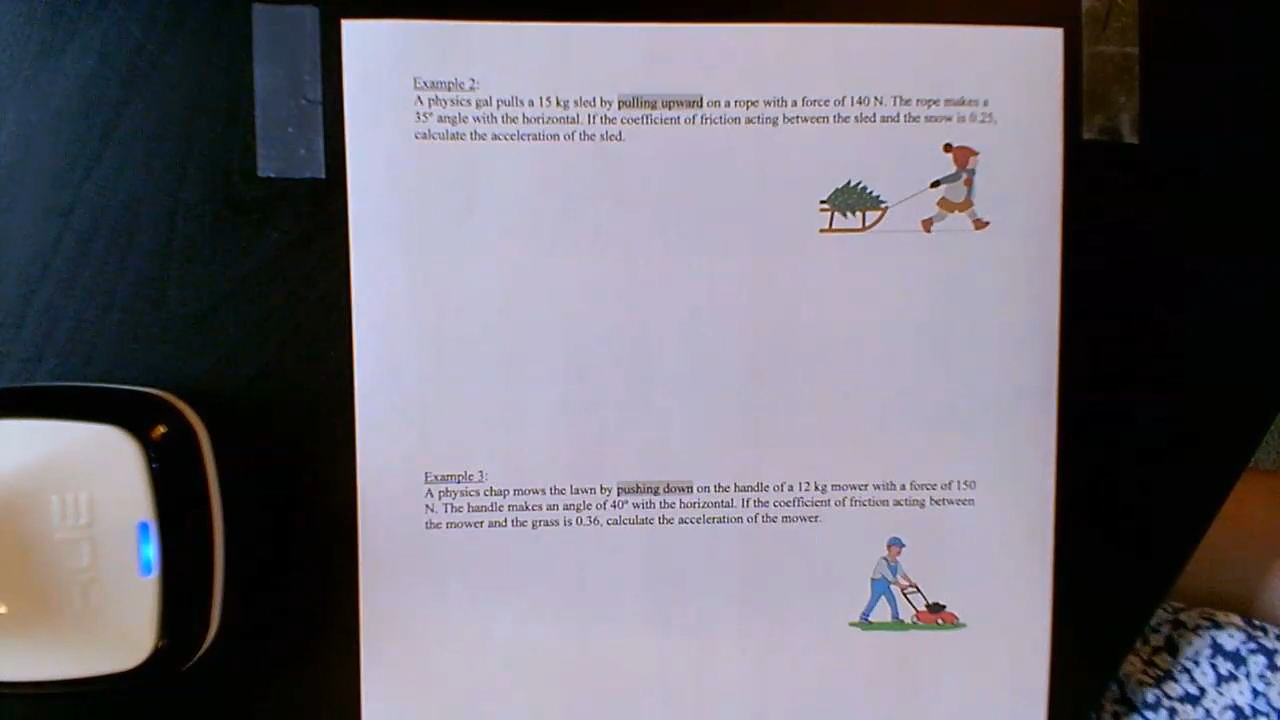 Example 2:
A physics gal pulls a 15 kg sled by pulling upward on a rope with a force of 140 N. The rope makes a
35° angle with the horizontal. If the coefficient of friction acting between the sled and the snow is 0.25,
calculate the acceleration of the sled.
Example 3:
A physics chap mows the lawn by pushing down on the handle of a 12 kg mower with a force of 150
N. The handle makes an angle of 40° with the horizontal. If the coefficient of friction acting between
the mower and the grass is 0.36, calculate the acceleration of the mower.